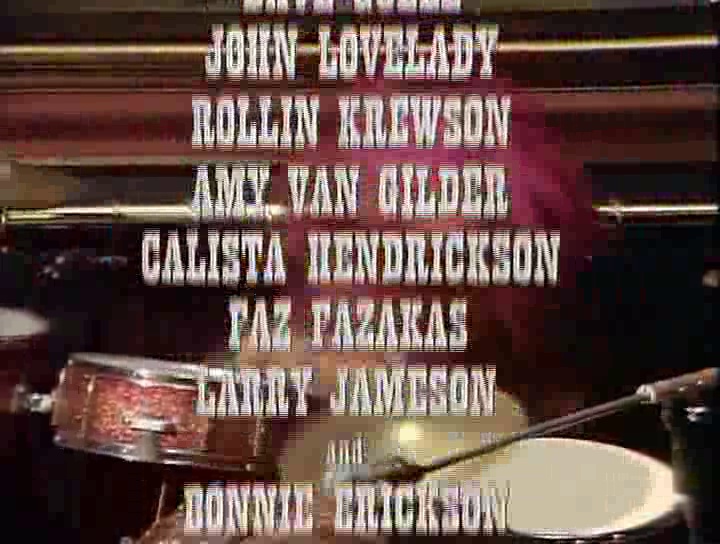 JOHN LOVELADY
ROLLIN KREWSON
AMY VAN GILDER
CALISTA HENDRICKSON
FAZ FAZAKAS
LARRY JAMESON
and
BONNIE ERICKSON